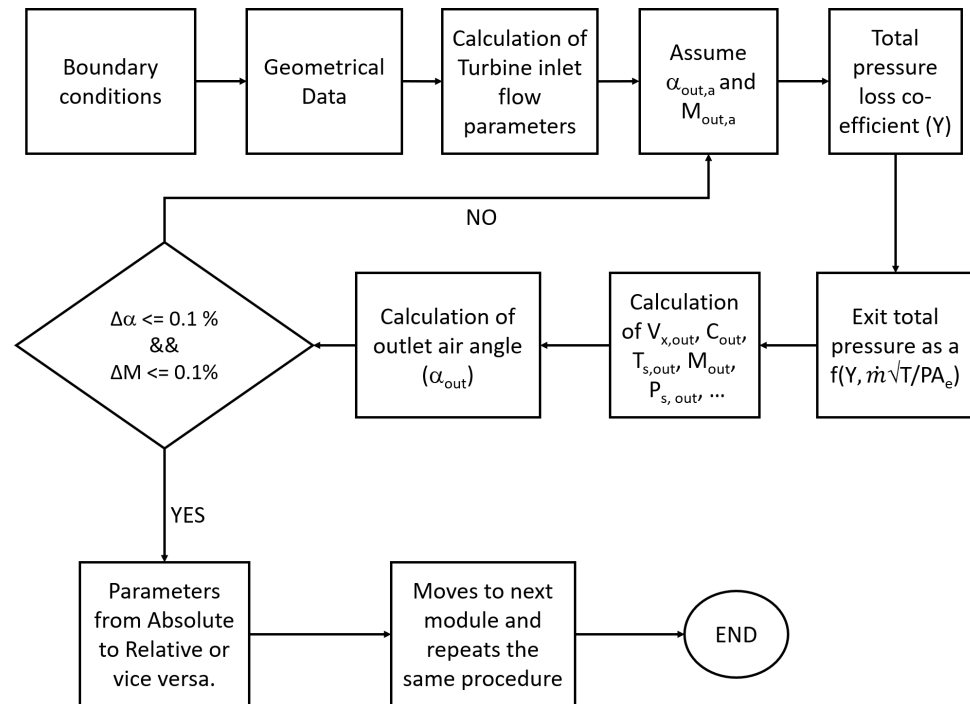 Boundary
conditions
Geometrical
Data
Calculation of
Turbine inlet
flow
parameters
Assume
αout,a and
Mout,a
Total
pressure
loss co-
efficient (Y)
NO
Δα <= 0.1 %
&&
ΔM <= 0.1%
Calculation of
outlet air angle
(αout)
Calculation
of Vx,out, Cout,
Ts,out, Mout,
Ps, out, ...
Exit total
pressure as a
f(Y, ṁ√T/PAe)
YES
Parameters
from Absolute
to Relative or
vice versa.
Moves to next
module and
repeats the
same procedure
END